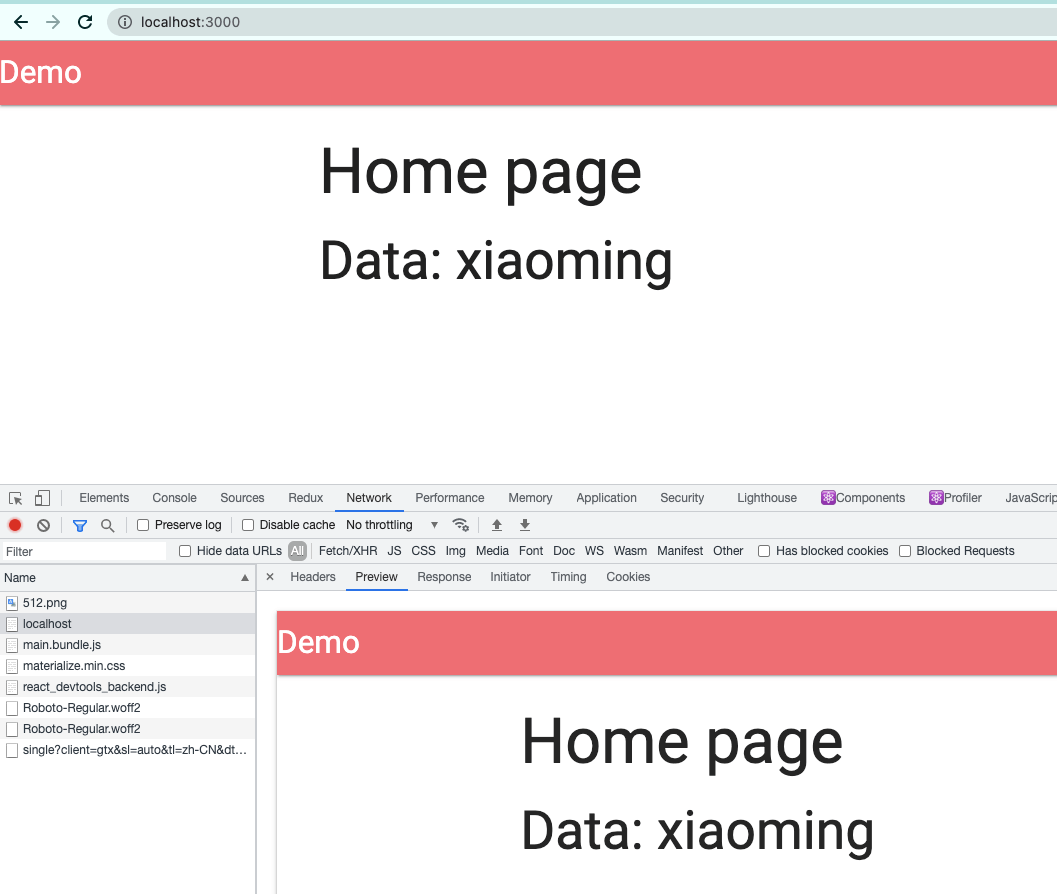 localhost:3000
Demo
Home page
Data: xiaoming
Elements Console Sources Redux Network Performance Memory Application Security Lighthouse ⚛Components ⚛Profiler JavaScrip
Preserve log Disable cache No throttling
Filter Hide data URLs All Fetch/XHR JS CSS Img Media Font Doc WS Wasm Manifest Other Has blocked cookies Blocked Requests
Name × Headers Preview Response Initiator Timing Cookies
512.png
localhost
main.bundle.js
materialize.min.css
react_devtools_backend.js
Roboto-Regular.woff2
Roboto-Regular.woff2
single?client=gtx&sl=auto&tl=zh-CN&dt…
Demo
Home page
Data: xiaoming